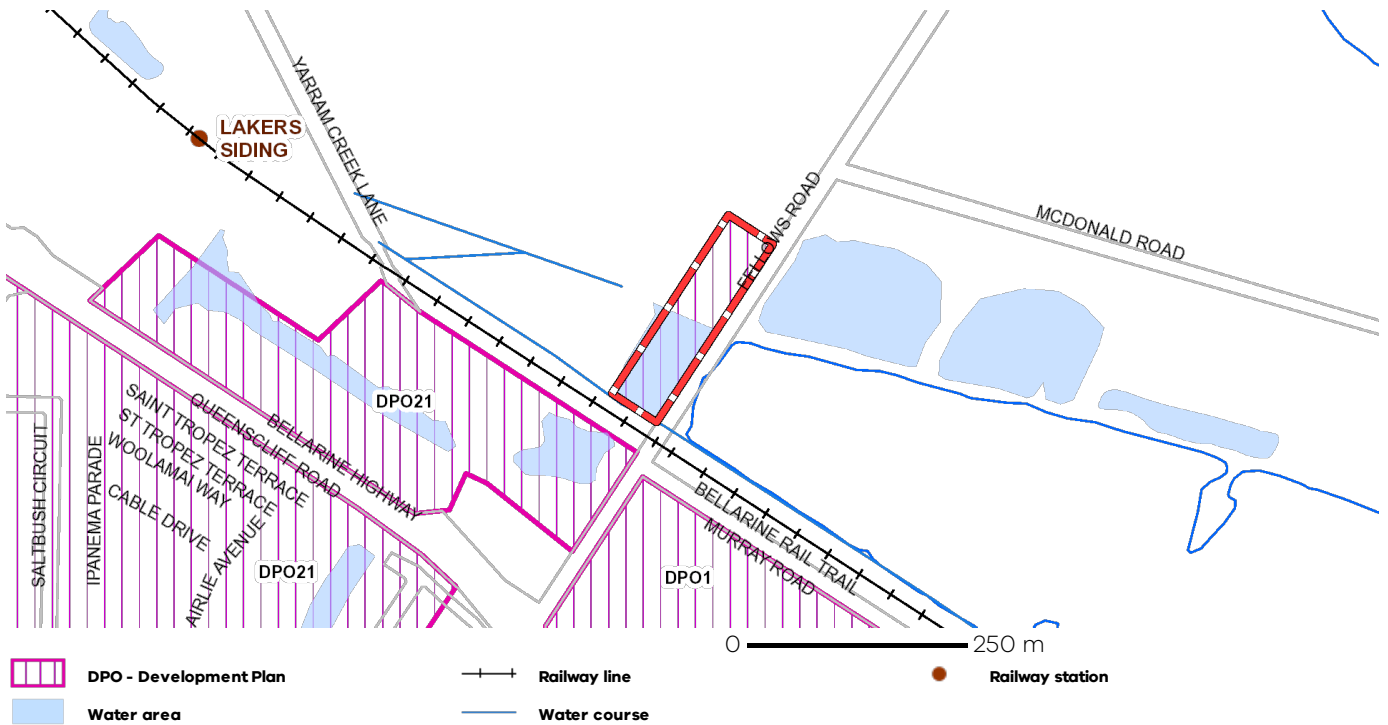 YARRAM CREEK LANE
LAKERS
SIDING
FELLOWS ROAD
MCDONALD ROAD
DPO21
SAINT TROPEZ TERRACE
ST TROPEZ TERRACE
WOOLAMAI WAY
CABLE DRIVE
QUEENSCLIFF ROAD
BELLARINE HIGHWAY
SALTBUSH CIRCUIT
IPANEMA PARADE
AIRLIE AVENUE
DPO21
DPO1
BELLARINE RAIL TRAIL
MURRAY ROAD
0 250 m
DPO - Development Plan
Railway line
Railway station
Water area
Water course